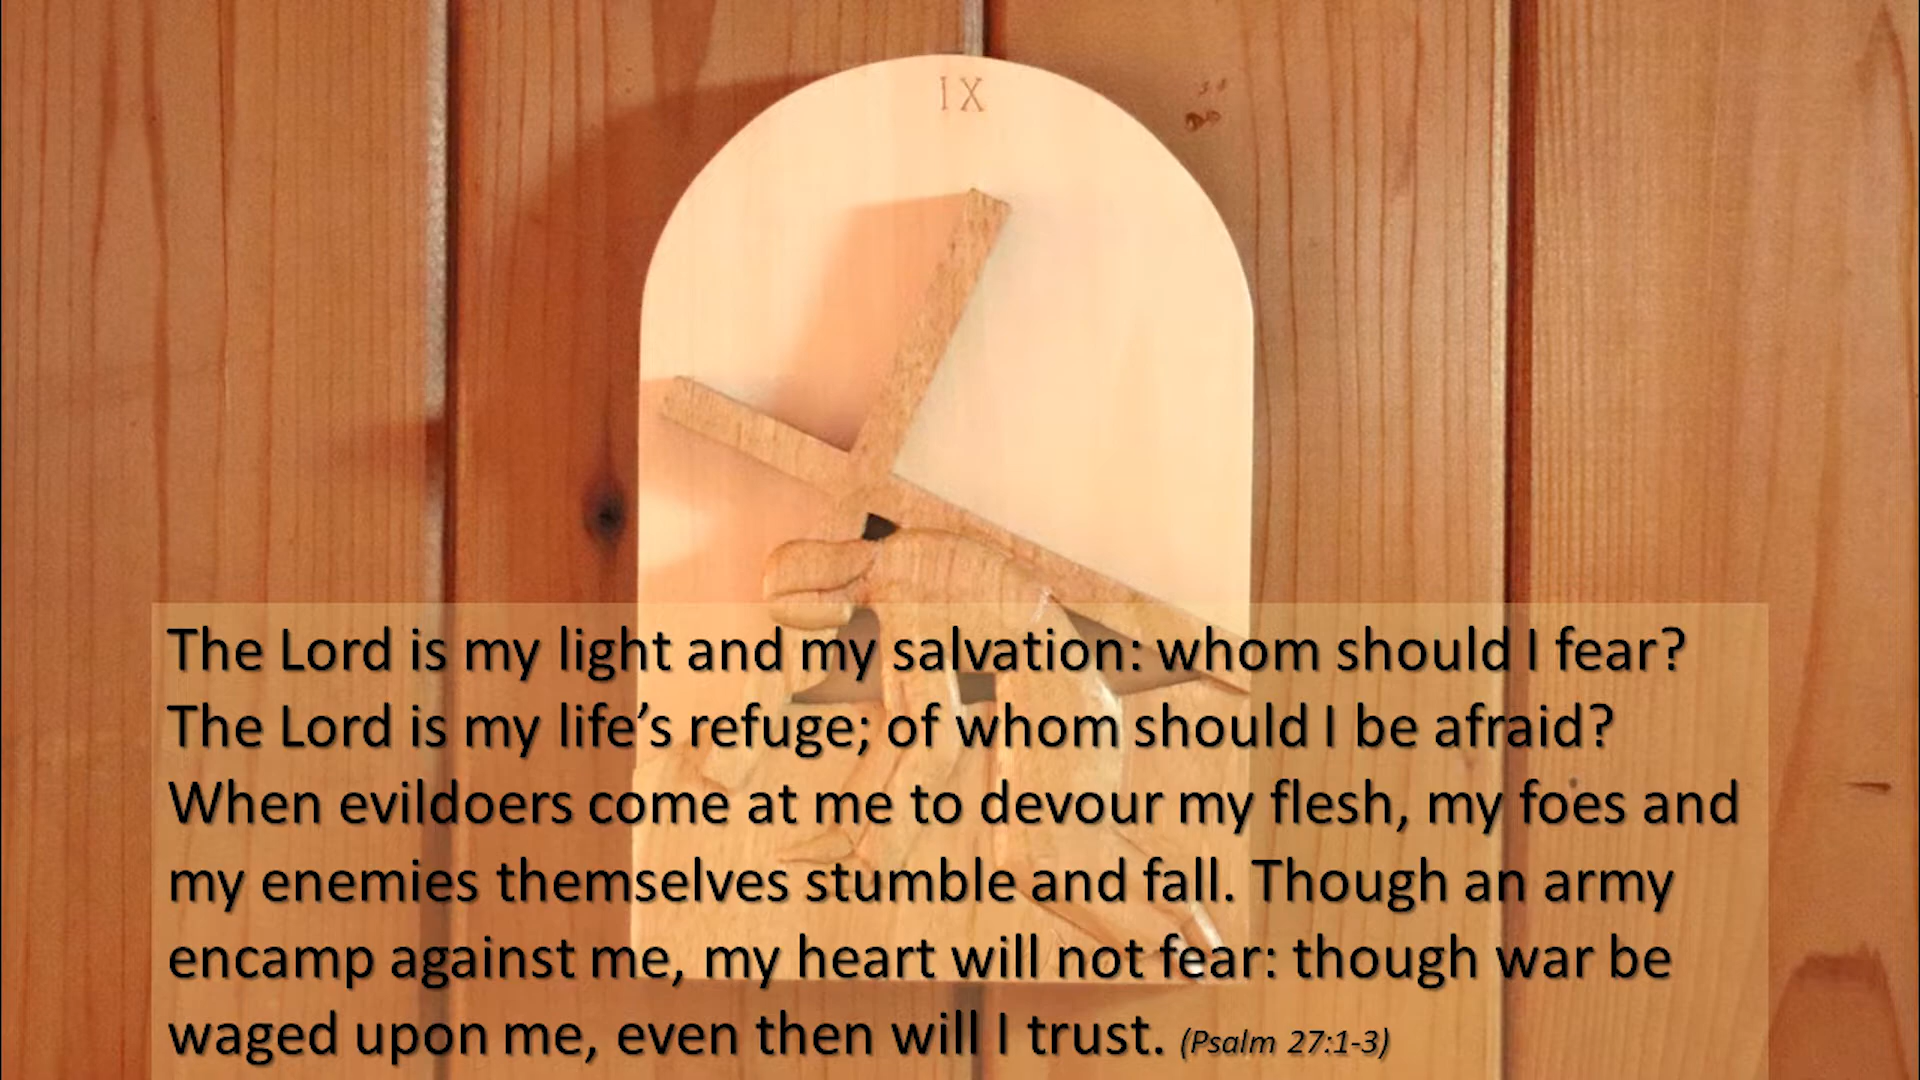 IX
The Lord is my light and my salvation: whom should I fear?
The Lord is my life’s refuge; of whom should I be afraid?
When evildoers come at me to devour my flesh, my foes and
my enemies themselves stumble and fall. Though an army
encamp against me, my heart will not fear: though war be
waged upon me, even then will I trust. (Psalm 27:1-3)